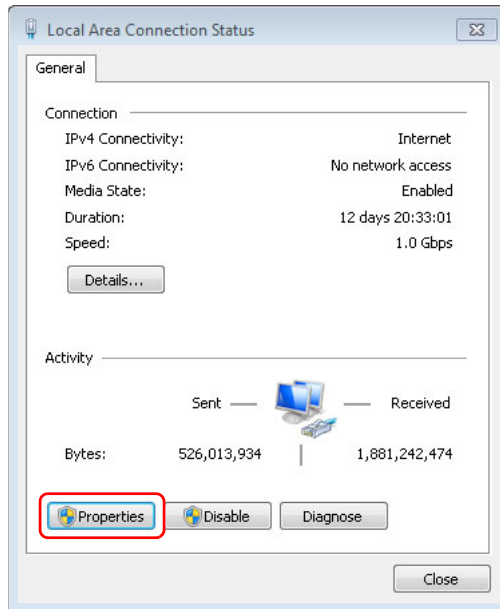 Local Area Connection Status
General
Connection
IPv4 Connectivity: Internet
IPv6 Connectivity: No network access
Media State: Enabled
Duration: 12 days 20:33:01
Speed: 1.0 Gbps
Details...
Activity
Sent Received
Bytes: 526,013,934 1,881,242,474
Properties Disable Diagnose
Close